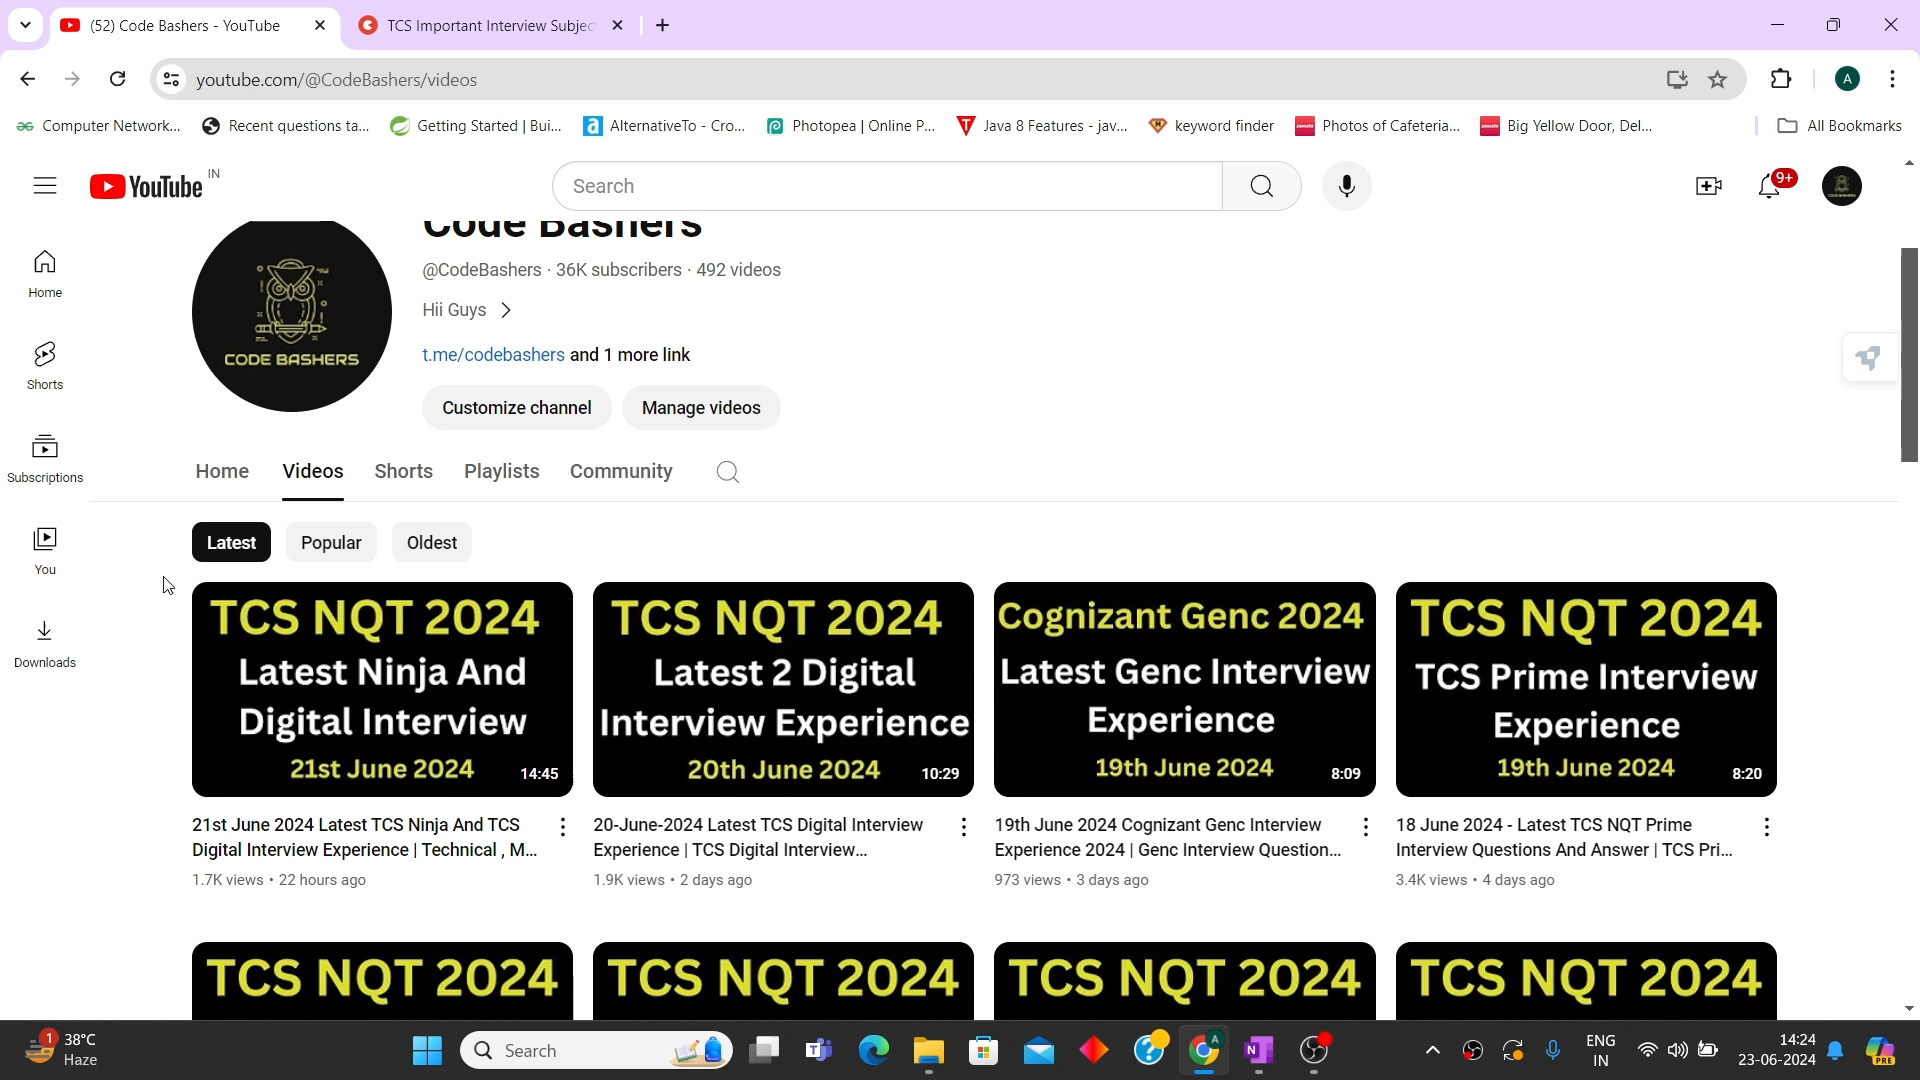 (52) Code Bashers - YouTube
TCS Important Interview Subjec
youtube.com/@CodeBashers/videos
A
Computer Network...
Recent questions ta...
Getting Started | Bui...
AlternativeTo - Cro...
Photopea | Online P...
Java 8 Features - jav...
keyword finder
Photos of Cafeteria...
Big Yellow Door, Del...
All Bookmarks
YouTube IN
Search
9+
Code Bashers
@CodeBashers · 36K subscribers · 492 videos
Hii Guys
t.me/codebashers and 1 more link
Customize channel
Manage videos
CODE BASHERS
Home
Shorts
Subscriptions
You
Downloads
Home
Videos
Shorts
Playlists
Community
Latest
Popular
Oldest
TCS NQT 2024
Latest Ninja And
Digital Interview
21st June 2024
14:45
21st June 2024 Latest TCS Ninja And TCS
Digital Interview Experience | Technical , M...
1.7K views • 22 hours ago
TCS NQT 2024
Latest 2 Digital
Interview Experience
20th June 2024
10:29
20-June-2024 Latest TCS Digital Interview
Experience | TCS Digital Interview...
1.9K views • 2 days ago
Cognizant Genc 2024
Latest Genc Interview
Experience
19th June 2024
8:09
19th June 2024 Cognizant Genc Interview
Experience 2024 | Genc Interview Question...
973 views • 3 days ago
TCS NQT 2024
TCS Prime Interview
Experience
19th June 2024
8:20
18 June 2024 - Latest TCS NQT Prime
Interview Questions And Answer | TCS Pri...
3.4K views • 4 days ago
TCS NQT 2024
TCS NQT 2024
TCS NQT 2024
TCS NQT 2024
1
38°C
Haze
Search
A
ENG
IN
14:24
23-06-2024
PRE